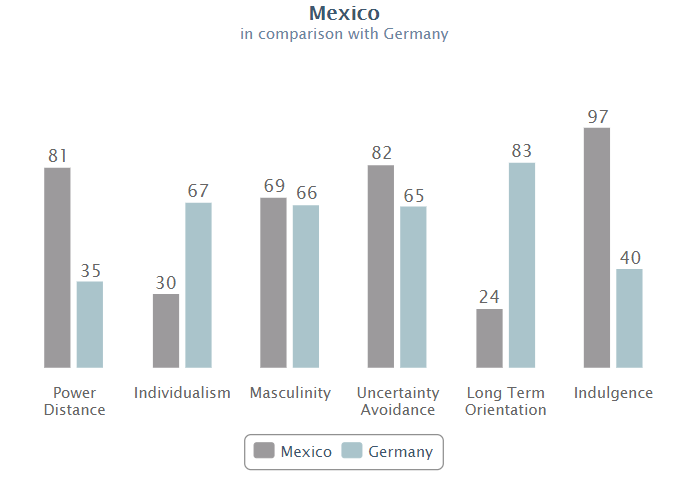 Mexico
in comparison with Germany
81
35
30
67
69
66
82
65
24
83
97
40
Power
Distance
Individualism
Masculinity
Uncertainty
Avoidance
Long Term
Orientation
Indulgence
Mexico
Germany